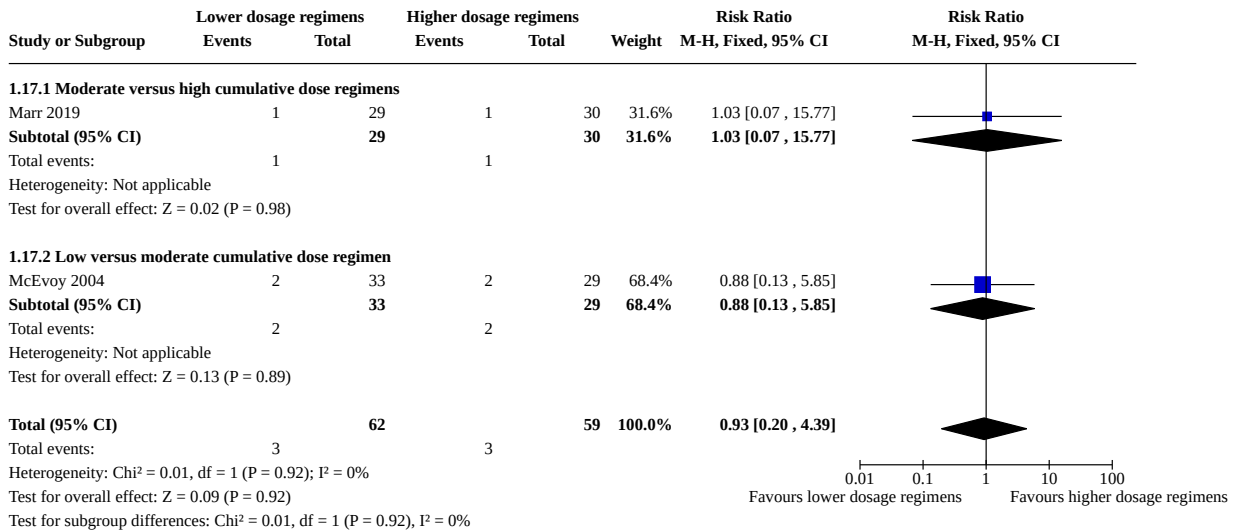 Lower dosage regimens Higher dosage regimens Risk Ratio Risk Ratio
Study or Subgroup Events Total Events Total Weight M-H, Fixed, 95% CI M-H, Fixed, 95% CI
1.17.1 Moderate versus high cumulative dose regimens
Marr 2019 1 29 1 30 31.6% 1.03 [0.07 , 15.77]
Subtotal (95% CI) 29 30 31.6% 1.03 [0.07 , 15.77]
Total events: 1 1
Heterogeneity: Not applicable
Test for overall effect: Z = 0.02 (P = 0.98)
1.17.2 Low versus moderate cumulative dose regimen
McEvoy 2004 2 33 2 29 68.4% 0.88 [0.13 , 5.85]
Subtotal (95% CI) 33 29 68.4% 0.88 [0.13 , 5.85]
Total events: 2 2
Heterogeneity: Not applicable
Test for overall effect: Z = 0.13 (P = 0.89)
Total (95% CI) 62 59 100.0% 0.93 [0.20 , 4.39]
Total events: 3 3
Heterogeneity: Chi² = 0.01, df = 1 (P = 0.92); I² = 0%
0.01 0.1 1 10 100
Test for overall effect: Z = 0.09 (P = 0.92)
Favours lower dosage regimens Favours higher dosage regimens
Test for subgroup differences: Chi² = 0.01, df = 1 (P = 0.92), I² = 0%